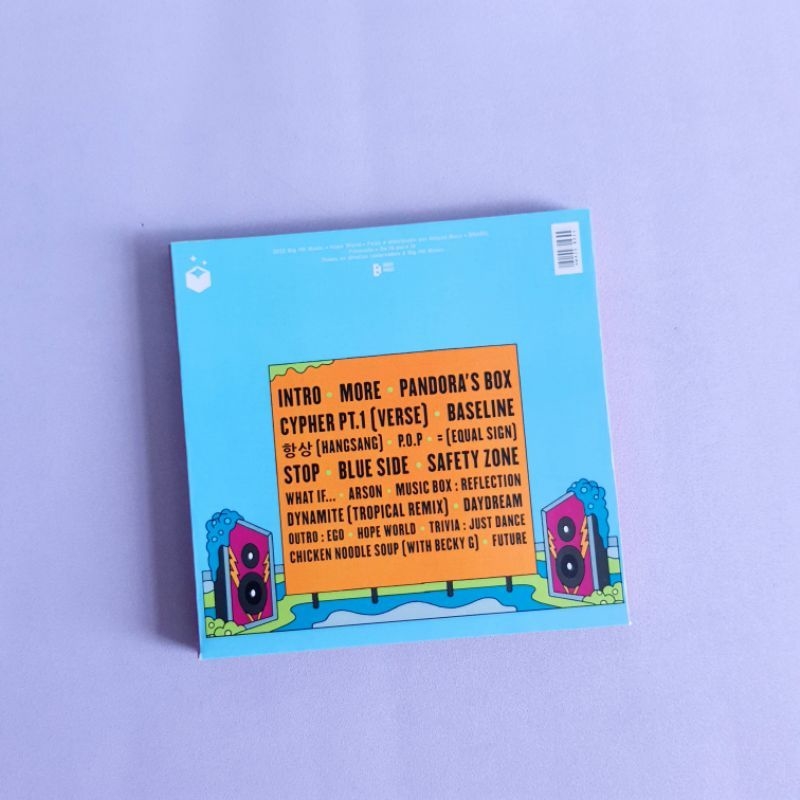 INTRO • MORE • PANDORA'S BOX
CYPHER PT.1 (VERSE) • BASELINE
항상 (HANGSANG) • P.O.P • = (EQUAL SIGN)
STOP • BLUE SIDE • SAFETY ZONE
WHAT IF... • ARSON • MUSIC BOX : REFLECTION
DYNAMITE (TROPICAL REMIX) • DAYDREAM
OUTRO : EGO • HOPE WORLD • TRIVIA : JUST DANCE
CHICKEN NOODLE SOUP (WITH BECKY G) • FUTURE